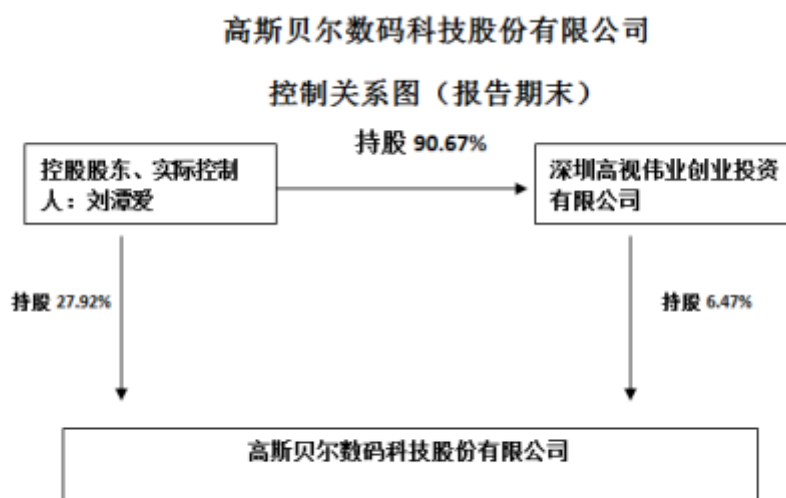 高斯贝尔数码科技股份有限公司
控制关系图（报告期末）
持股 90.67%
控股股东、实际控制
人：刘潭爱
深圳高视伟业创业投资
有限公司
持股 27.92%
持股 6.47%
高斯贝尔数码科技股份有限公司